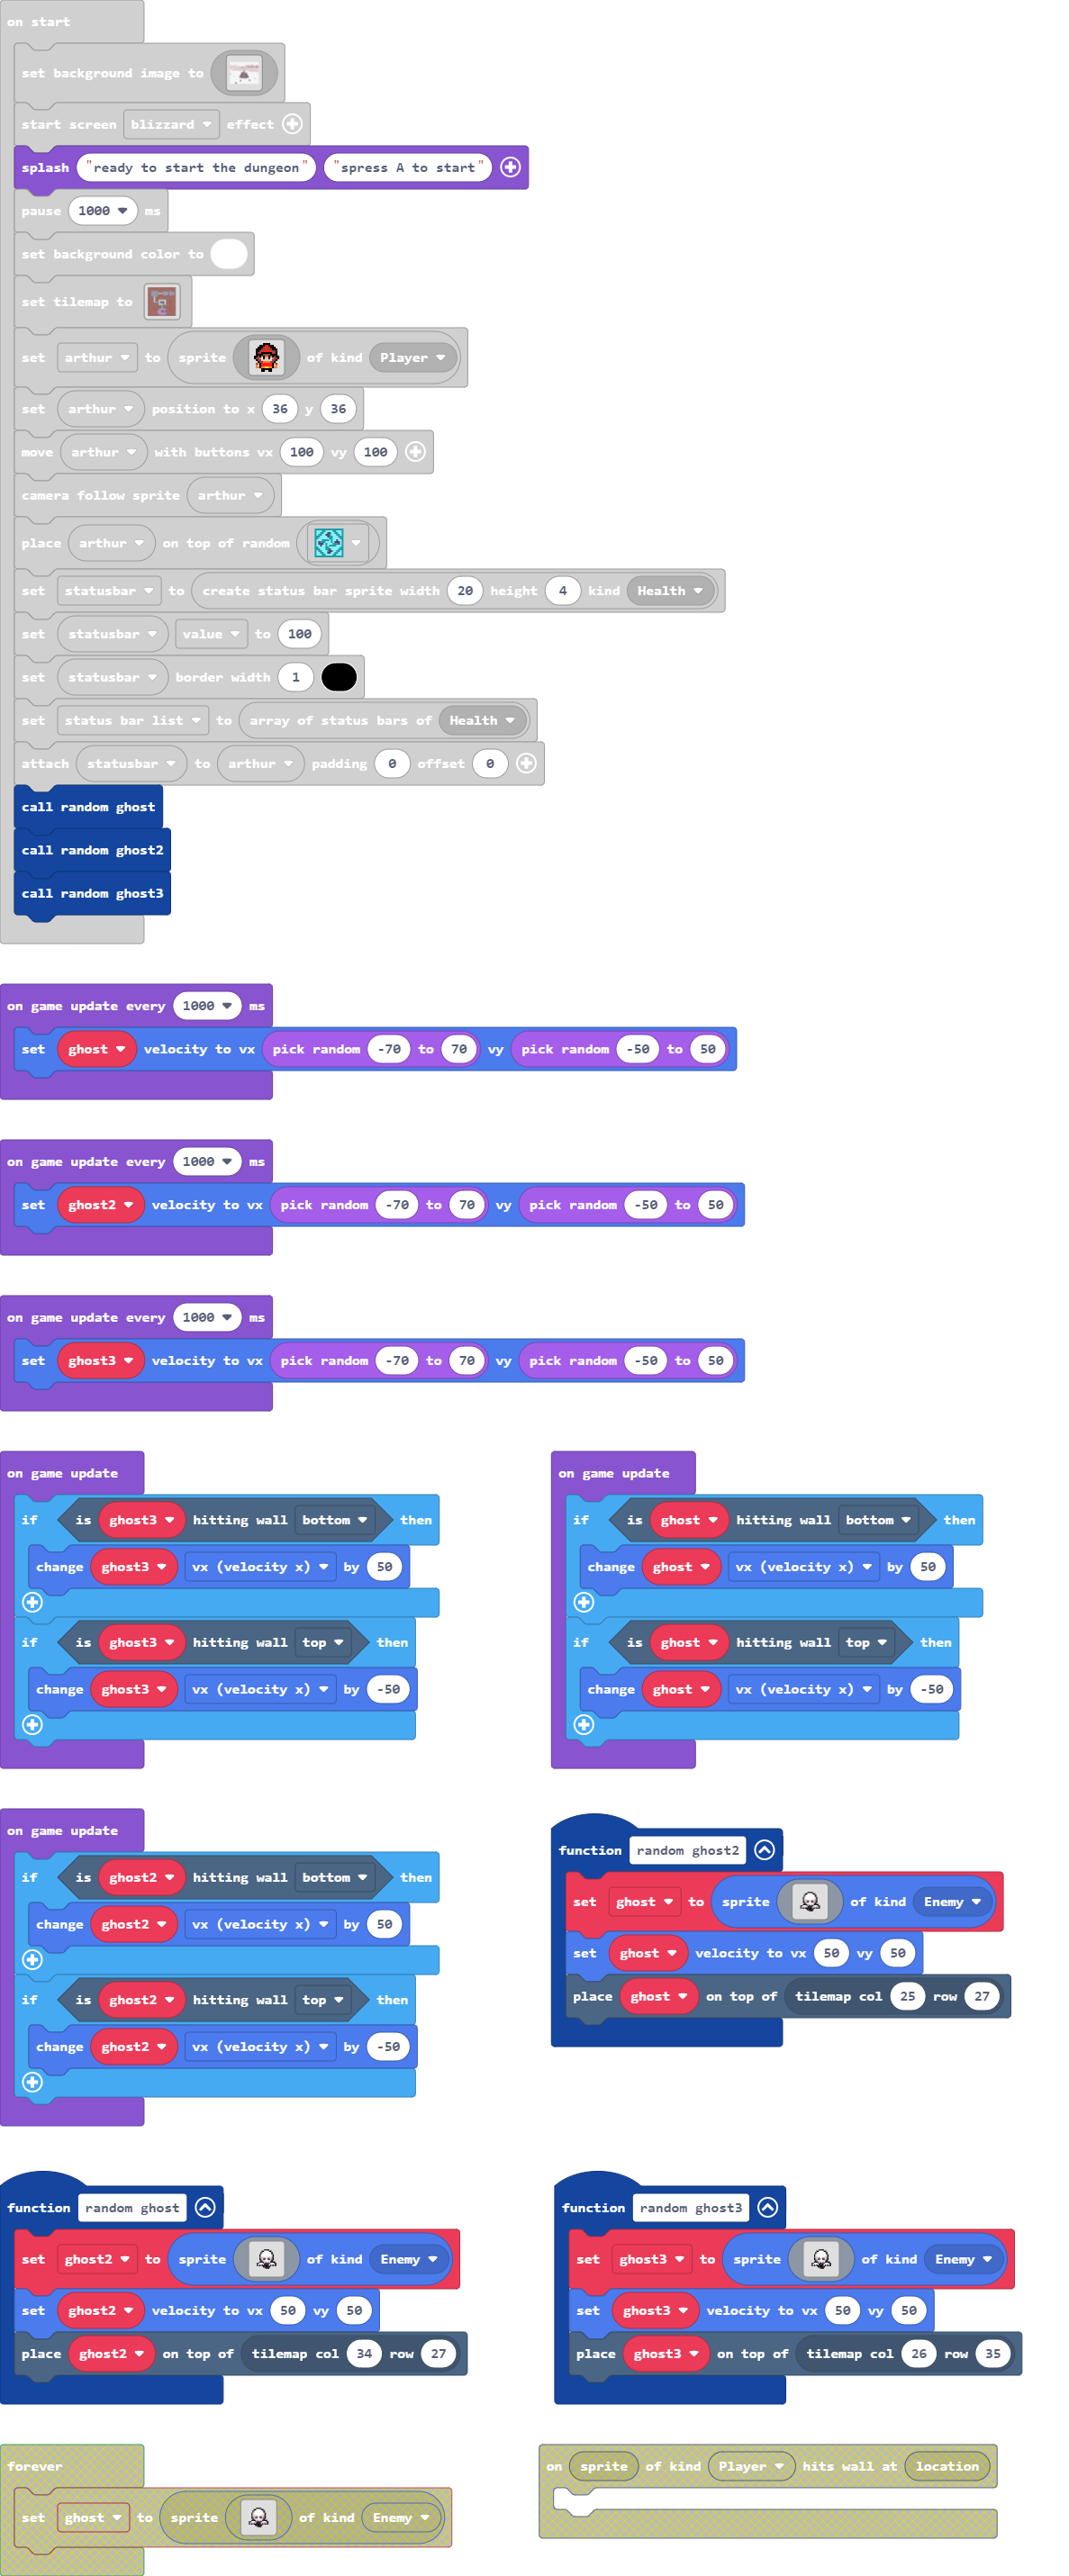 on start
set background image to
start screen blizzard effect
splash "ready to start the dungeon" "spress A to start"
pause 1000 ms
set background color to
set tilemap to
set arthur to sprite of kind Player
set arthur position to x 36 y 36
move arthur with buttons vx 100 vy 100
camera follow sprite arthur
place arthur on top of random
set statusbar to create status bar sprite width 20 height 4 kind Health
set statusbar value to 100
set statusbar border width 1
set status bar list to array of status bars of Health
attach statusbar to arthur padding 0 offset 0
call random ghost
call random ghost2
call random ghost3
on game update every 1000 ms
set ghost velocity to vx pick random -70 to 70 vy pick random -50 to 50
on game update every 1000 ms
set ghost2 velocity to vx pick random -70 to 70 vy pick random -50 to 50
on game update every 1000 ms
set ghost3 velocity to vx pick random -70 to 70 vy pick random -50 to 50
on game update
if is ghost3 hitting wall bottom then
change ghost3 vx (velocity x) by 50
if is ghost3 hitting wall top then
change ghost3 vx (velocity x) by -50
on game update
if is ghost hitting wall bottom then
change ghost vx (velocity x) by 50
if is ghost hitting wall top then
change ghost vx (velocity x) by -50
on game update
if is ghost2 hitting wall bottom then
change ghost2 vx (velocity x) by 50
if is ghost2 hitting wall top then
change ghost2 vx (velocity x) by -50
function random ghost2
set ghost to sprite of kind Enemy
set ghost velocity to vx 50 vy 50
place ghost on top of tilemap col 25 row 27
function random ghost
set ghost2 to sprite of kind Enemy
set ghost2 velocity to vx 50 vy 50
place ghost2 on top of tilemap col 34 row 27
function random ghost3
set ghost3 to sprite of kind Enemy
set ghost3 velocity to vx 50 vy 50
place ghost3 on top of tilemap col 26 row 35
forever
set ghost to sprite of kind Enemy
on sprite of kind Player hits wall at location